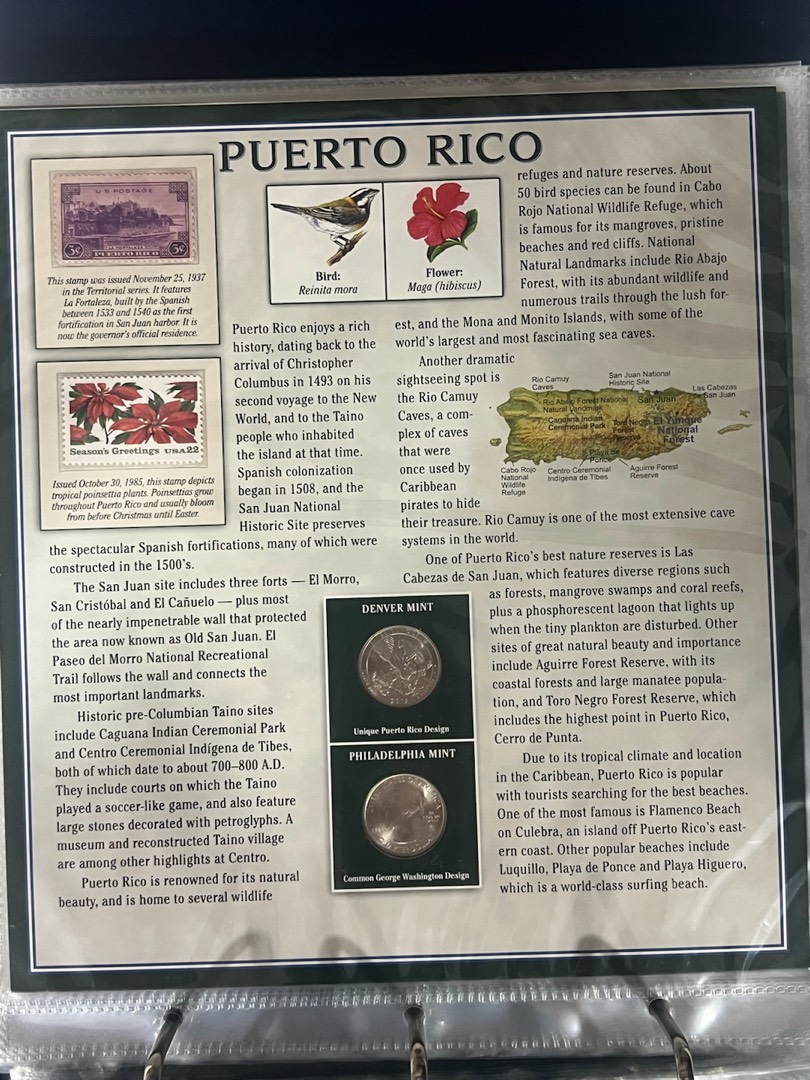 PUERTO RICO
U·S·POSTAGE
3¢ 3¢
LA FORTALEZA
PUERTO RICO
This stamp was issued November 25, 1937
in the Territorial series. It features
La Fortaleza, built by the Spanish
between 1533 and 1540 as the first
fortification in San Juan harbor. It is
now the governor's official residence.
Season's Greetings USA22
Issued October 30, 1985, this stamp depicts
tropical poinsettia plants. Poinsettias grow
throughout Puerto Rico and usually bloom
from before Christmas until Easter.
Bird:
Reinita mora
Flower:
Maga (hibiscus)
Puerto Rico enjoys a rich
history, dating back to the
arrival of Christopher
Columbus in 1493 on his
second voyage to the New
World, and to the Taino
people who inhabited
the island at that time.
Spanish colonization
began in 1508, and the
San Juan National
Historic Site preserves
the spectacular Spanish fortifications, many of which were
constructed in the 1500's.
The San Juan site includes three forts — El Morro,
San Cristóbal and El Cañuelo — plus most
of the nearly impenetrable wall that protected
the area now known as Old San Juan. El
Paseo del Morro National Recreational
Trail follows the wall and connects the
most important landmarks.
Historic pre-Columbian Taino sites
include Caguana Indian Ceremonial Park
and Centro Ceremonial Indígena de Tibes,
both of which date to about 700–800 A.D.
They include courts on which the Taino
played a soccer-like game, and also feature
large stones decorated with petroglyphs. A
museum and reconstructed Taino village
are among other highlights at Centro.
Puerto Rico is renowned for its natural
beauty, and is home to several wildlife
refuges and nature reserves. About
50 bird species can be found in Cabo
Rojo National Wildlife Refuge, which
is famous for its mangroves, pristine
beaches and red cliffs. National
Natural Landmarks include Rio Abajo
Forest, with its abundant wildlife and
numerous trails through the lush for-
est, and the Mona and Monito Islands, with some of the
world's largest and most fascinating sea caves.
Another dramatic
sightseeing spot is
the Rio Camuy
Caves, a com-
plex of caves
that were
once used by
Caribbean
pirates to hide
their treasure. Rio Camuy is one of the most extensive cave
systems in the world.
Rio Camuy
Caves
San Juan National
Historic Site
Las Cabezas
San Juan
Rio Abajo Forest National
Natural Landmark
San Juan
Caguana Indian
Ceremonial Park
Toro Negro
Forest
Reserve
El Yunque
National
Forest
Playa de
Ponce
Cabo Rojo
National
Wildlife
Refuge
Centro Ceremonial
Indígena de Tibes
Aguirre Forest
Reserve
One of Puerto Rico's best nature reserves is Las
Cabezas de San Juan, which features diverse regions such
as forests, mangrove swamps and coral reefs,
plus a phosphorescent lagoon that lights up
when the tiny plankton are disturbed. Other
sites of great natural beauty and importance
include Aguirre Forest Reserve, with its
coastal forests and large manatee popula-
tion, and Toro Negro Forest Reserve, which
includes the highest point in Puerto Rico,
Cerro de Punta.
Due to its tropical climate and location
in the Caribbean, Puerto Rico is popular
with tourists searching for the best beaches.
One of the most famous is Flamenco Beach
on Culebra, an island off Puerto Rico's east-
ern coast. Other popular beaches include
Luquillo, Playa de Ponce and Playa Higuero,
which is a world-class surfing beach.
DENVER MINT
Unique Puerto Rico Design
PHILADELPHIA MINT
Common George Washington Design